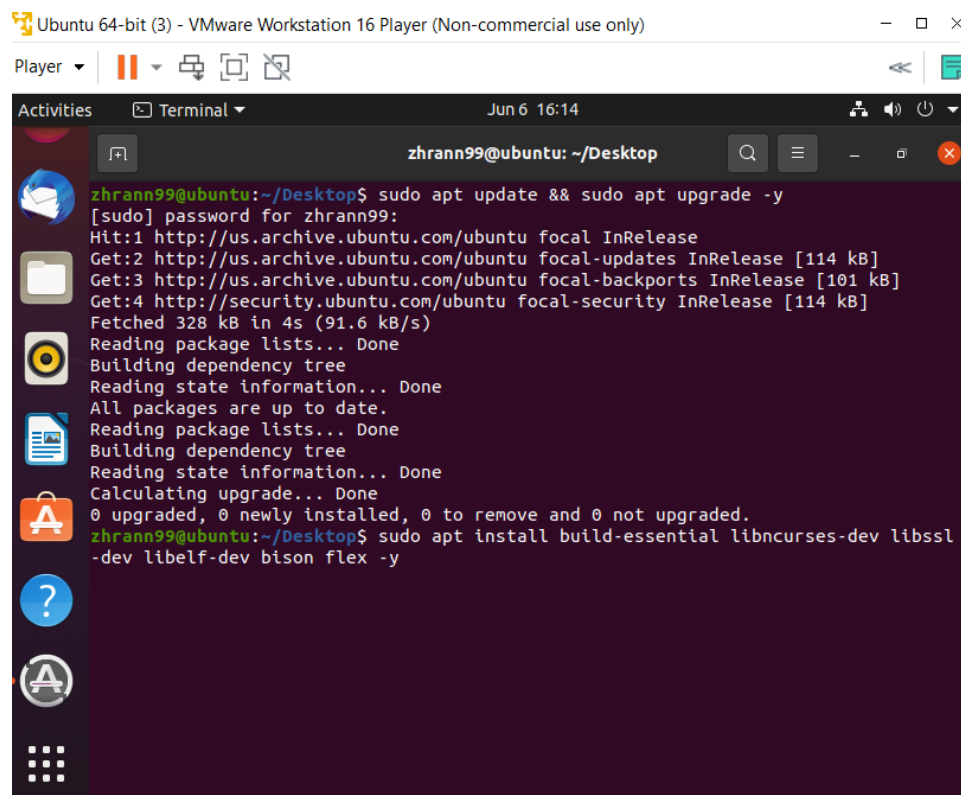 Ubuntu 64-bit (3) - VMware Workstation 16 Player (Non-commercial use only)
Player
Activities Terminal Jun 6 16:14
zhrann99@ubuntu: ~/Desktop
zhrann99@ubuntu:~/Desktop$ sudo apt update && sudo apt upgrade -y
[sudo] password for zhrann99:
Hit:1 http://us.archive.ubuntu.com/ubuntu focal InRelease
Get:2 http://us.archive.ubuntu.com/ubuntu focal-updates InRelease [114 kB]
Get:3 http://us.archive.ubuntu.com/ubuntu focal-backports InRelease [101 kB]
Get:4 http://security.ubuntu.com/ubuntu focal-security InRelease [114 kB]
Fetched 328 kB in 4s (91.6 kB/s)
Reading package lists... Done
Building dependency tree
Reading state information... Done
All packages are up to date.
Reading package lists... Done
Building dependency tree
Reading state information... Done
Calculating upgrade... Done
0 upgraded, 0 newly installed, 0 to remove and 0 not upgraded.
zhrann99@ubuntu:~/Desktop$ sudo apt install build-essential libncurses-dev libssl
-dev libelf-dev bison flex -y